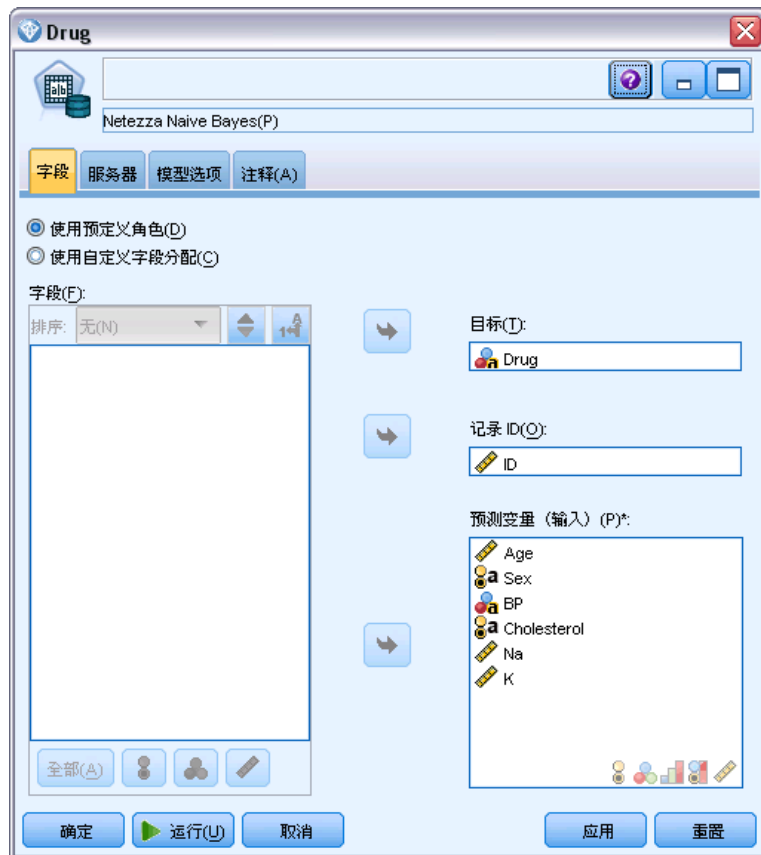 Drug
a|b
Netezza Naive Bayes(P)
字段 服务器 模型选项 注释(A)
使用预定义角色(D)
使用自定义字段分配(C)
字段(F):
排序: 无(N)
目标(T):
Drug
记录 ID(O):
ID
预测变量（输入）(P)*:
Age
Sex
BP
Cholesterol
Na
K
全部(A)
确定 运行(U) 取消 应用 重置